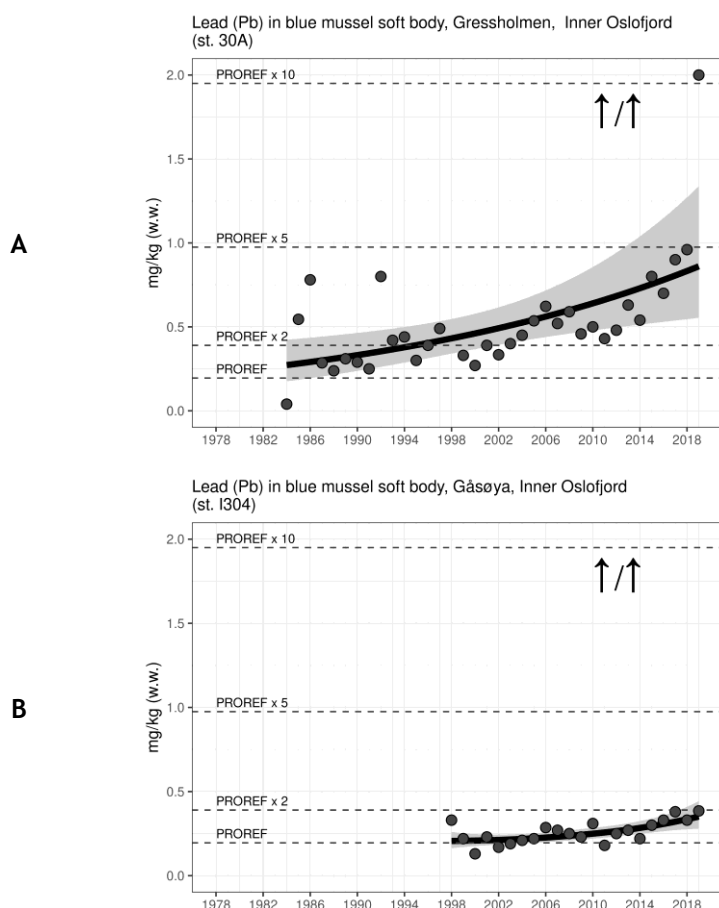 Lead (Pb) in blue mussel soft body, Gressholmen, Inner Oslofjord
(st. 30A)
A
mg/kg (w.w.)
2.0
1.5
1.0
0.5
0.0
PROREF x 10
PROREF x 5
PROREF x 2
PROREF
↑/↑
1978 1982 1986 1990 1994 1998 2002 2006 2010 2014 2018
Lead (Pb) in blue mussel soft body, Gåsøya, Inner Oslofjord
(st. I304)
B
mg/kg (w.w.)
2.0
1.5
1.0
0.5
0.0
PROREF x 10
PROREF x 5
PROREF x 2
PROREF
↑/↑
1978 1982 1986 1990 1994 1998 2002 2006 2010 2014 2018